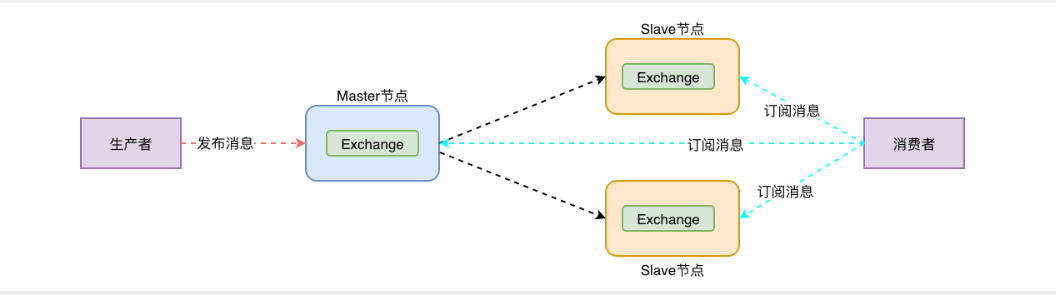 Slave节点
Exchange
订阅消息
Master节点
生产者
发布消息
Exchange
订阅消息
消费者
订阅消息
Exchange
Slave节点